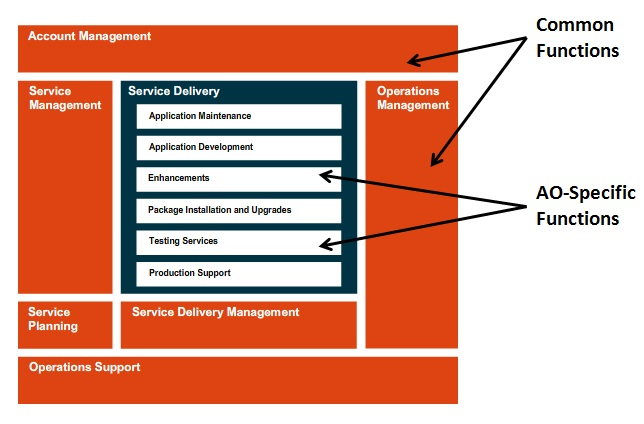 Account Management
Common
Functions
Service
Management
Service Delivery
Operations
Management
Application Maintenance
Application Development
Enhancements
Package Installation and Upgrades
Testing Services
Production Support
AO-Specific
Functions
Service
Planning
Service Delivery Management
Operations Support